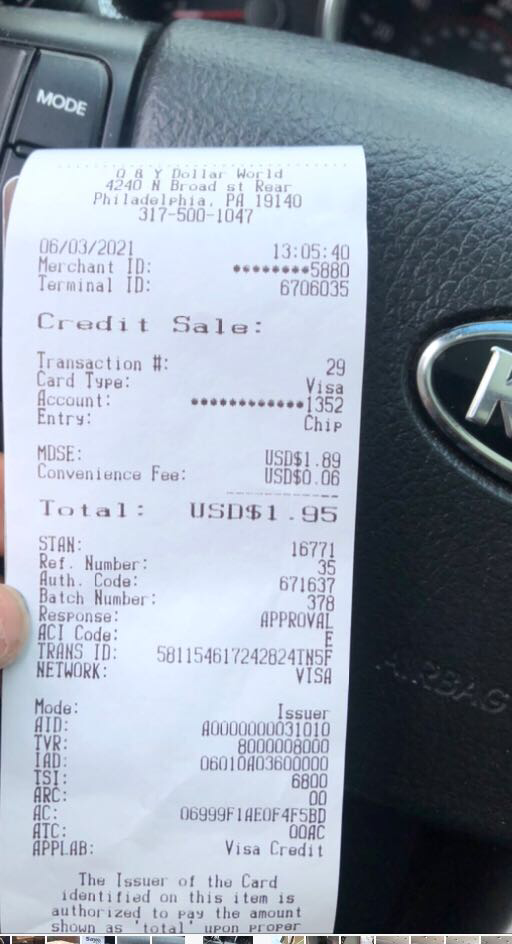 MODE
Q & Y Dollar World
4240 N Broad st Rear
Philadelphia, PA 19140
317-500-1047
06/03/2021 13:05:40
Merchant ID: ********5880
Terminal ID: 6706035
Credit Sale:
Transaction #: 29
Card Type: Visa
Account: ************1352
Entry: Chip
MDSE: USD$1.89
Convenience Fee: USD$0.06
Total: USD$1.95
STAN: 16771
Ref. Number: 35
Auth. Code: 671637
Batch Number: 378
Response: APPROVAL
ACI Code: E
TRANS ID: 581154617242824TN5F
NETWORK: VISA
Mode: Issuer
AID: A0000000031010
TVR: 8000008000
IAD: 06010A03600000
TSI: 6800
ARC: 00
AC: 06999F1AE0F4F5BD
ATC: 00AC
APPLAB: Visa Credit
The Issuer of the Card
identified on this item is
authorized to pay the amount
shown as 'total' upon proper
AIRBAG